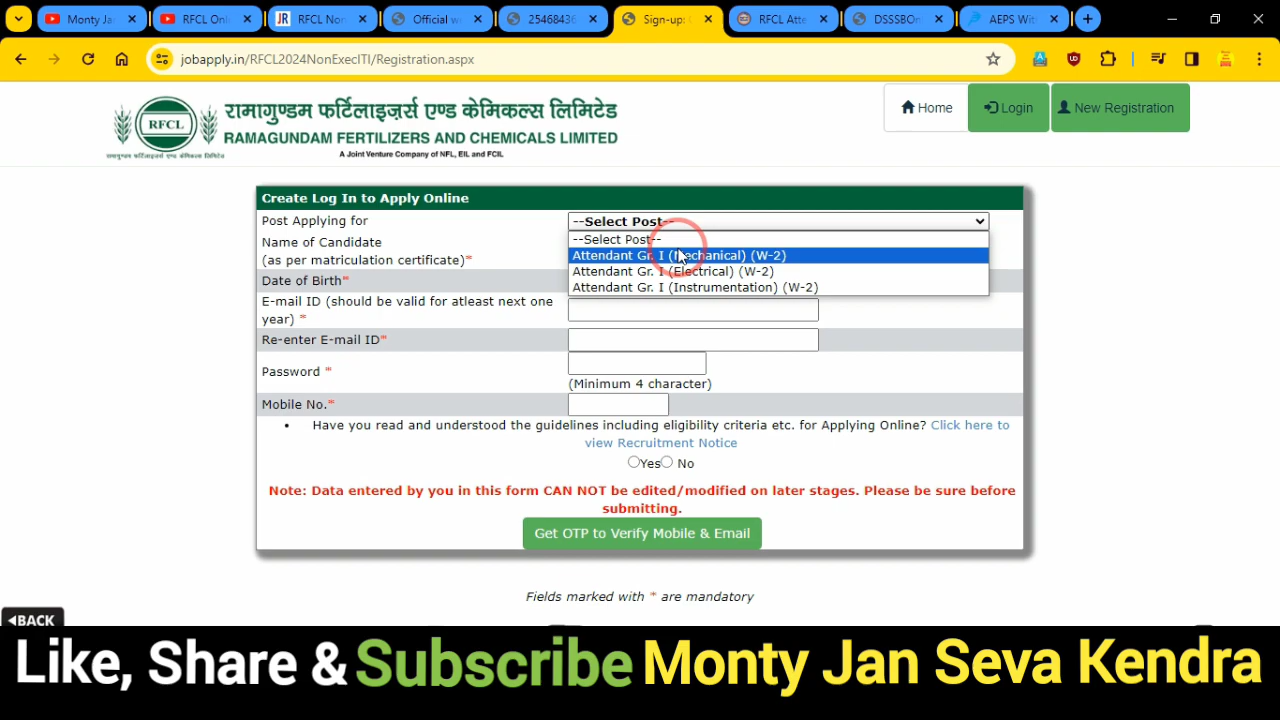 Monty Ja
RFCL Onl
RFCL Non
Official w
25468436
Sign-up:
RFCL Atte
DSSSBOn
AEPS Wit
jobapply.in/RFCL2024NonExecITI/Registration.aspx
RFCL
रामागुण्डम फर्टिलाइज़र्स एण्ड केमिकल्स लिमिटेड
RAMAGUNDAM FERTILIZERS AND CHEMICALS LIMITED
A Joint Venture Company of NFL, EIL and FCIL
Home
Login
New Registration
Create Log In to Apply Online
Post Applying for
--Select Post--
--Select Post--
Attendant Gr. I (Mechanical) (W-2)
Attendant Gr. I (Electrical) (W-2)
Attendant Gr. I (Instrumentation) (W-2)
Name of Candidate
(as per matriculation certificate)*
Date of Birth*
E-mail ID (should be valid for atleast next one
year) *
Re-enter E-mail ID*
Password *
(Minimum 4 character)
Mobile No.*
• Have you read and understood the guidelines including eligibility criteria etc. for Applying Online? Click here to
view Recruitment Notice
Yes No
Note: Data entered by you in this form CAN NOT be edited/modified on later stages. Please be sure before
submitting.
Get OTP to Verify Mobile & Email
Fields marked with * are mandatory
BACK
Like, Share & Subscribe Monty Jan Seva Kendra